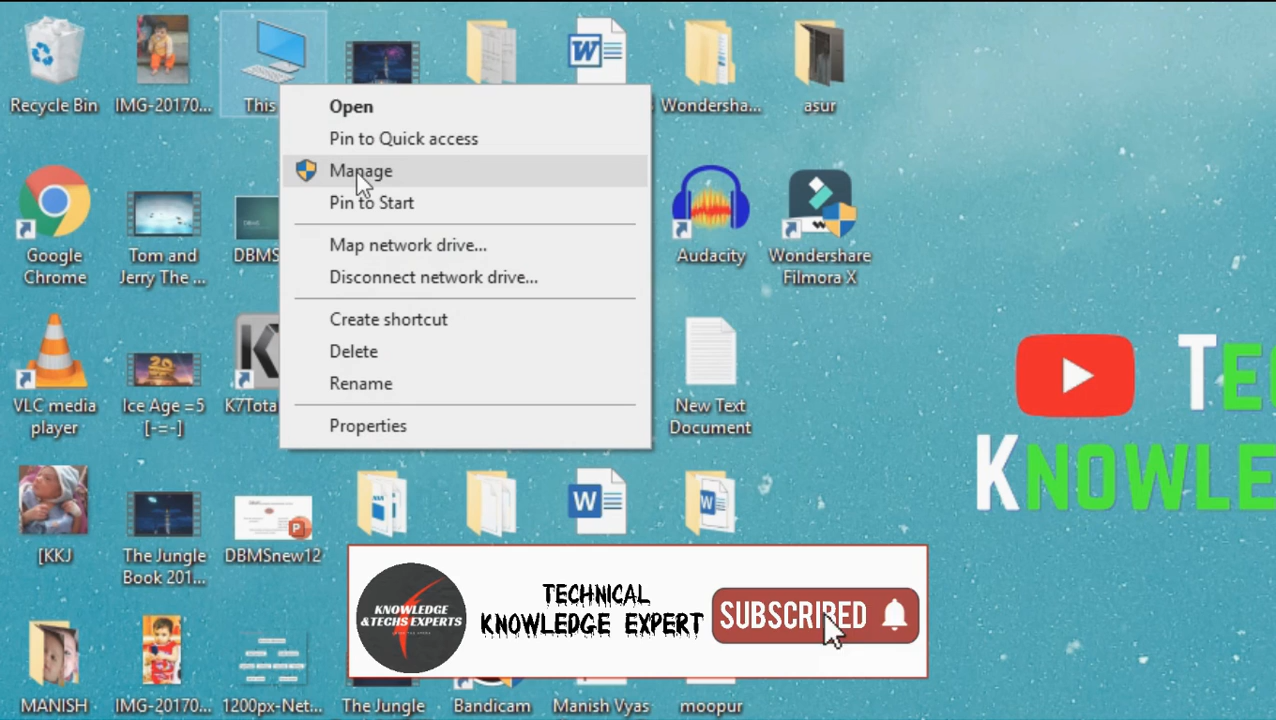 Recycle Bin
IMG-20170...
This
Wondersha...
asur
Open
Pin to Quick access
Manage
Pin to Start
Map network drive...
Disconnect network drive...
Create shortcut
Delete
Rename
Properties
Google
Chrome
Tom and
Jerry The ...
DBMS
Audacity
Wondershare
Filmora X
VLC media
player
Ice Age =5
[-=-]
K7Tota
New Text
Document
TEC
KNOWLE
[KKJ
The Jungle
Book 201...
DBMSnew12
KNOWLEDGE
&TECHS EXPERTS
TECHNICAL
KNOWLEDGE EXPERT
SUBSCRIBED
MANISH
IMG-20170...
1200px-Net...
The Jungle
Bandicam
Manish Vyas
moopur